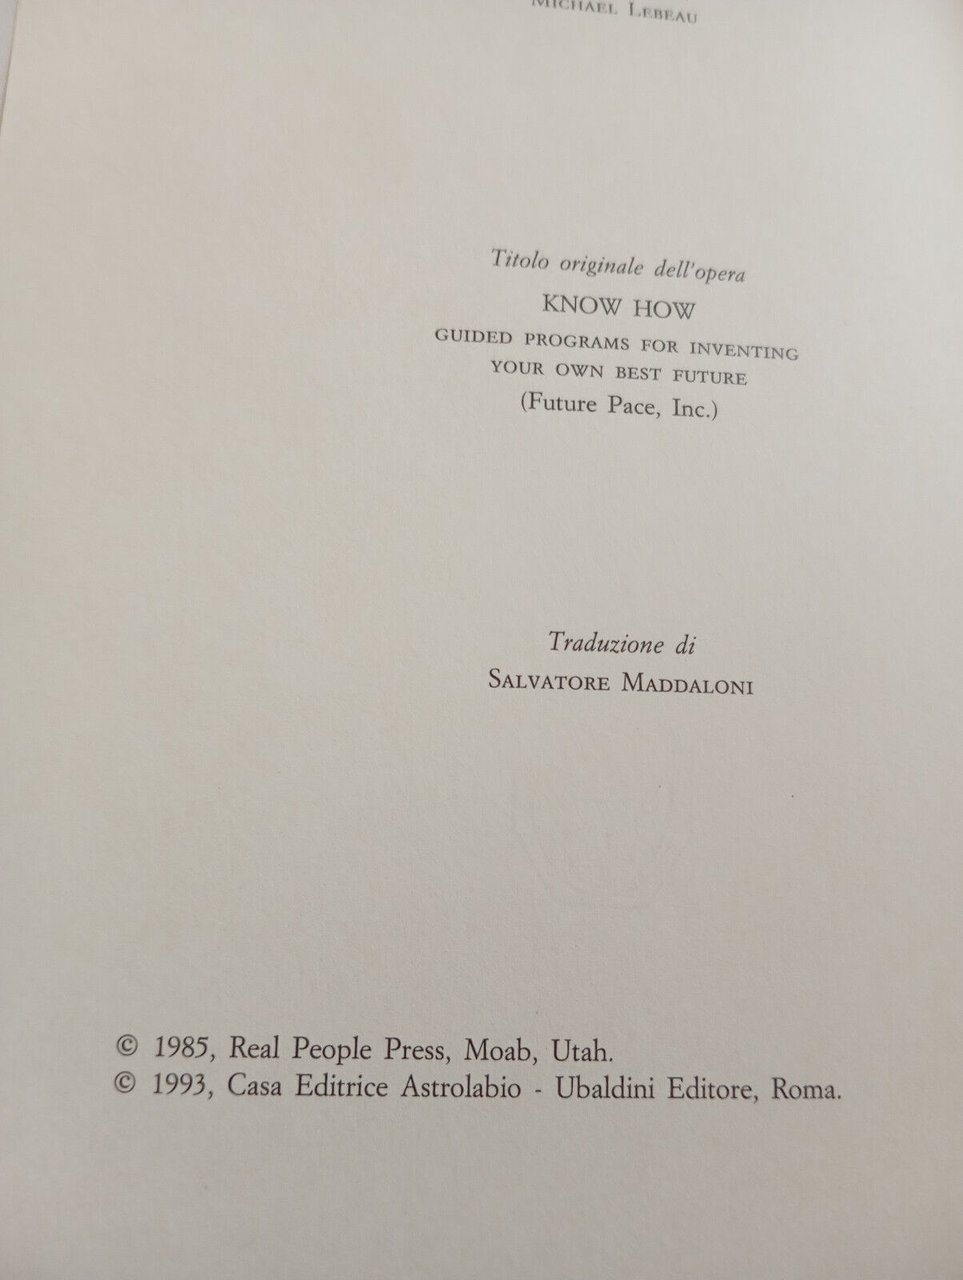 Michael Lebeau
Titolo originale dell'opera
KNOW HOW
GUIDED PROGRAMS FOR INVENTING
YOUR OWN BEST FUTURE
(Future Pace, Inc.)
Traduzione di
Salvatore Maddaloni
© 1985, Real People Press, Moab, Utah.
© 1993, Casa Editrice Astrolabio - Ubaldini Editore, Roma.